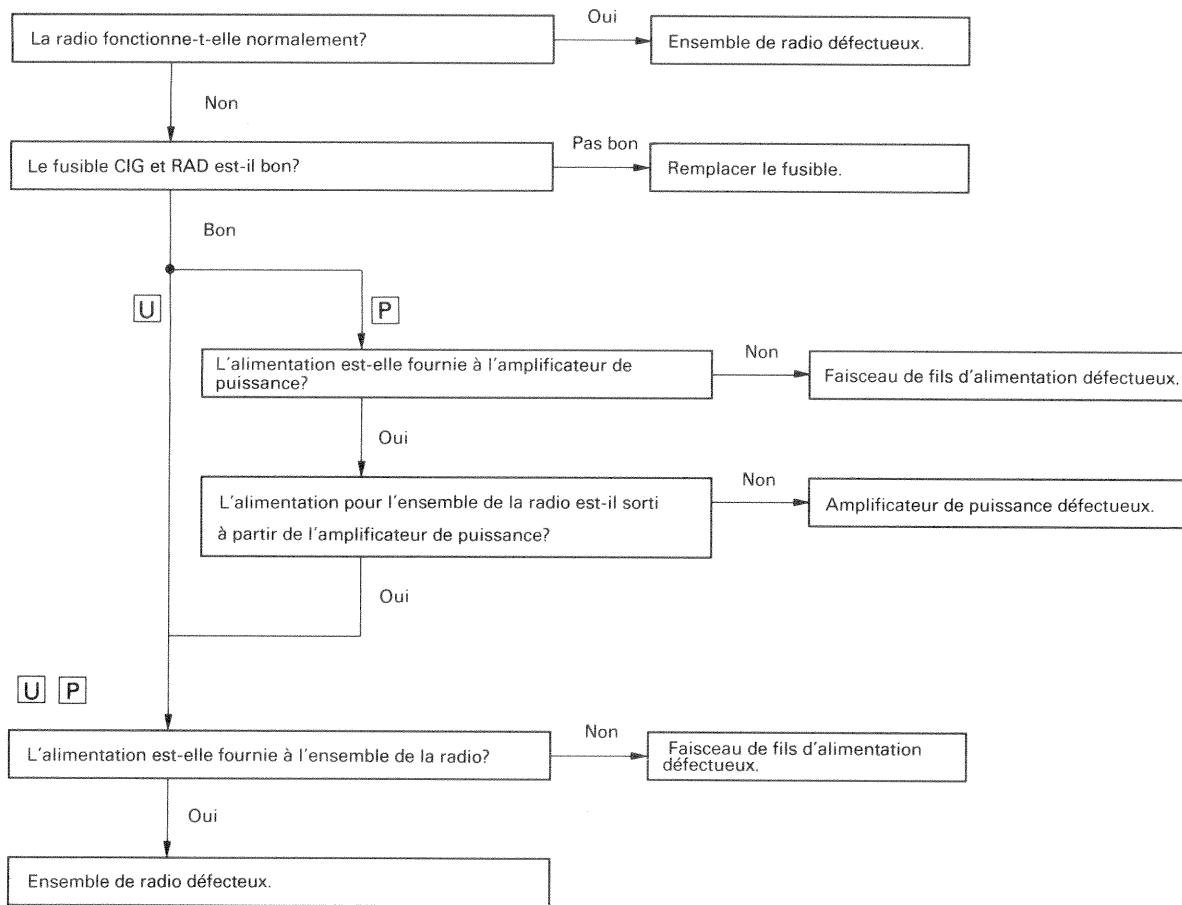 La radio fonctionne-t-elle normalement?
Oui
Ensemble de radio défectueux.
Non
Le fusible CIG et RAD est-il bon?
Pas bon
Remplacer le fusible.
Bon
U
P
L'alimentation est-elle fournie à l'amplificateur de
puissance?
Non
Faisceau de fils d'alimentation défectueux.
Oui
L'alimentation pour l'ensemble de la radio est-il sorti
à partir de l'amplificateur de puissance?
Non
Amplificateur de puissance défectueux.
Oui
U P
L'alimentation est-elle fournie à l'ensemble de la radio?
Non
Faisceau de fils d'alimentation
défectueux.
Oui
Ensemble de radio défecteux.